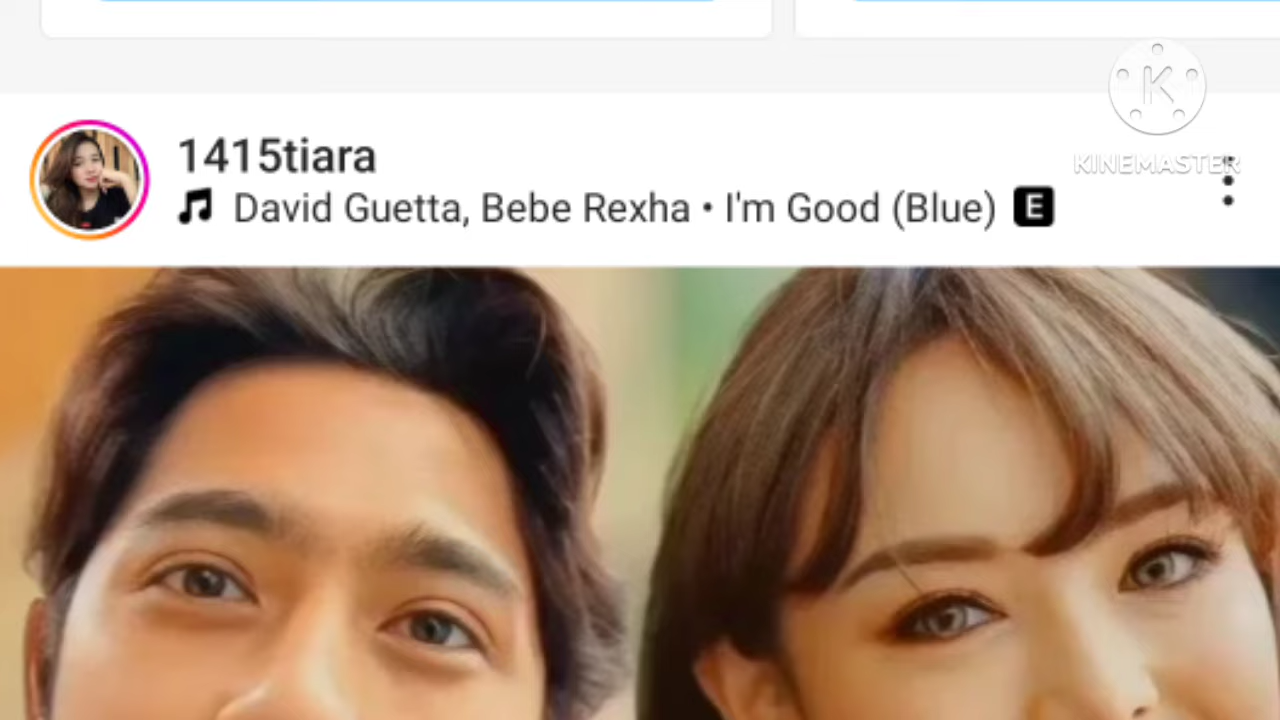 K
KINEMASTER
1415tiara
David Guetta, Bebe Rexha • I'm Good (Blue) E